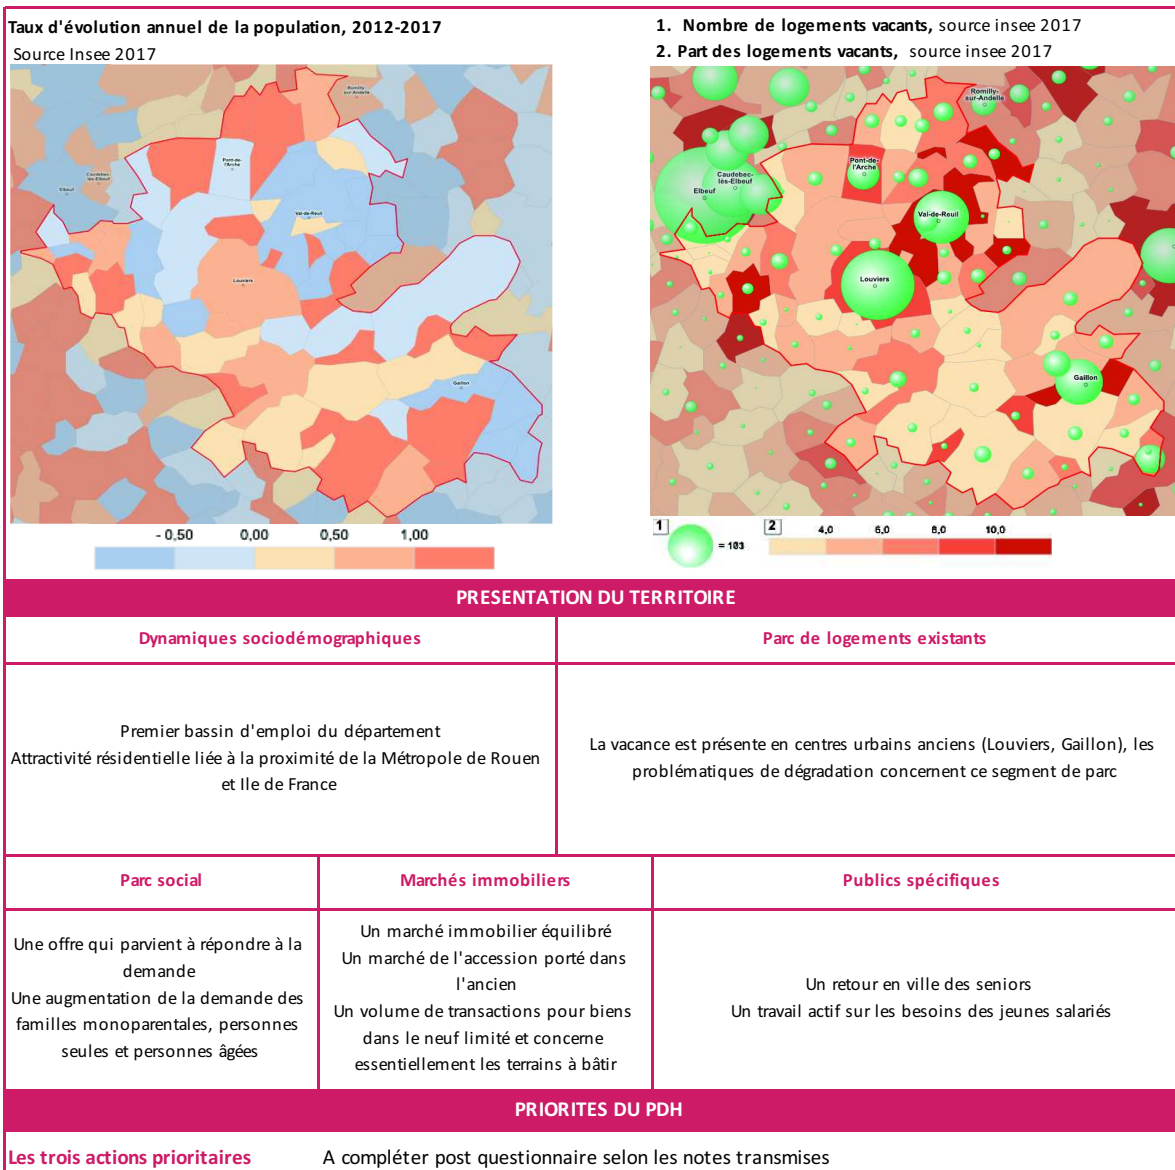 Taux d'évolution annuel de la population, 2012-2017
Source Insee 2017
Romilly-
sur-Andelle
Pont-de-
l'Arche
Caudebec-
lès-Elbeuf
Elbeuf
Val-de-Reuil
Louviers
Gaillon
- 0,50 0,00 0,50 1,00
1. Nombre de logements vacants, source insee 2017
2. Part des logements vacants, source insee 2017
Romilly-
sur-Andelle
Pont-de-
l'Arche
Caudebec-
lès-Elbeuf
Elbeuf
Val-de-Reuil
Louviers
Gaillon
1
= 103
2
4,0 6,0 8,0 10,0
PRESENTATION DU TERRITOIRE
Dynamiques sociodémographiques
Parc de logements existants
Premier bassin d'emploi du département
Attractivité résidentielle liée à la proximité de la Métropole de Rouen
et Ile de France
La vacance est présente en centres urbains anciens (Louviers, Gaillon), les
problématiques de dégradation concernent ce segment de parc
Parc social
Marchés immobiliers
Publics spécifiques
Une offre qui parvient à répondre à la
demande
Une augmentation de la demande des
familles monoparentales, personnes
seules et personnes âgées
Un marché immobilier équilibré
Un marché de l'accession porté dans
l'ancien
Un volume de transactions pour biens
dans le neuf limité et concerne
essentiellement les terrains à bâtir
Un retour en ville des seniors
Un travail actif sur les besoins des jeunes salariés
PRIORITES DU PDH
Les trois actions prioritaires
A compléter post questionnaire selon les notes transmises